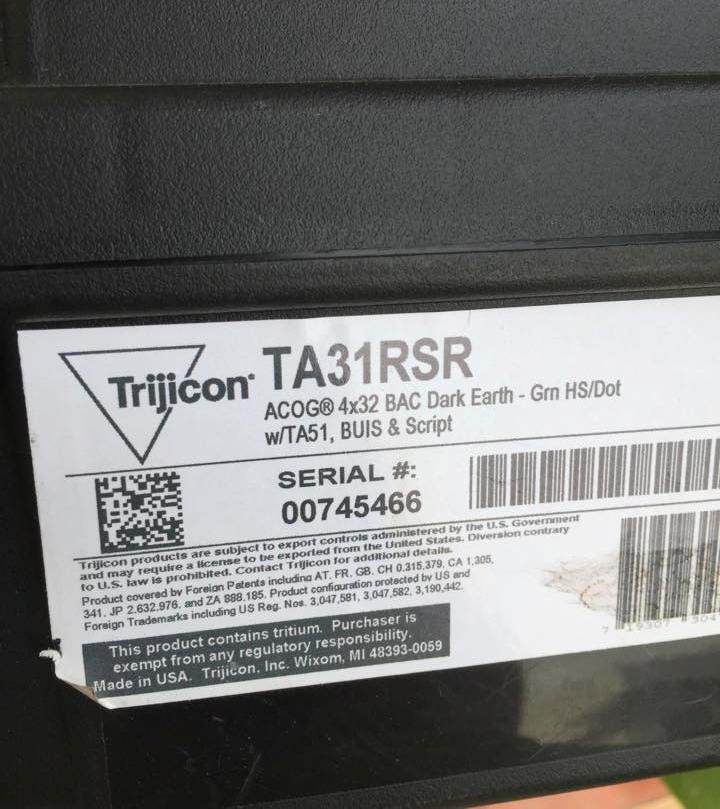 Trijicon®
TA31RSR
ACOG® 4x32 BAC Dark Earth - Grn HS/Dot
w/TA51, BUIS & Script
SERIAL #:
00745466
Trijicon products are subject to export controls administered by the U.S. Government
and may require a license to be exported from the United States. Diversion contrary
to U.S. law is prohibited. Contact Trijicon for additional details.
Product covered by Foreign Patents including AT. FR. GB. CH 0.315.379, CA 1,305,
341. JP 2.632.976, and ZA 888.185. Product configuration protected by US and
Foreign Trademarks including US Reg. Nos. 3,047,581, 3,047,582, 3,190,442.
This product contains tritium. Purchaser is
exempt from any regulatory responsibility.
Made in USA. Trijicon, Inc. Wixom, MI 48393-0059
7 19307